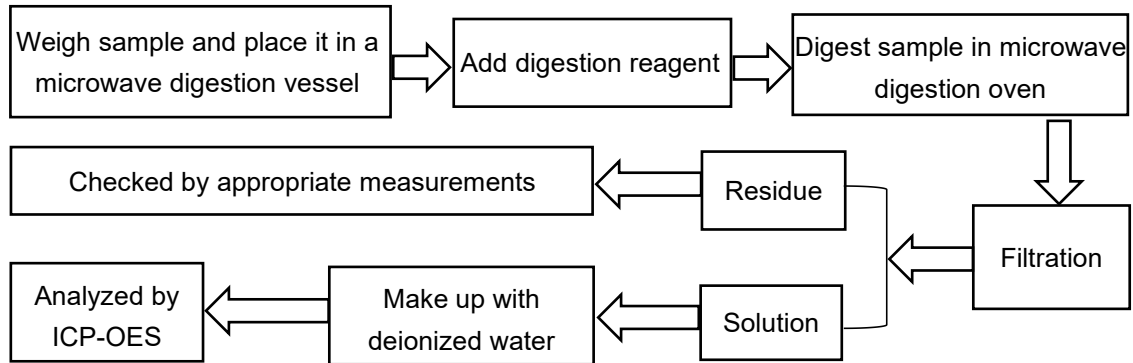 Weigh sample and place it in a
microwave digestion vessel
Add digestion reagent
Digest sample in microwave
digestion oven
Checked by appropriate measurements
Residue
Filtration
Analyzed by
ICP-OES
Make up with
deionized water
Solution